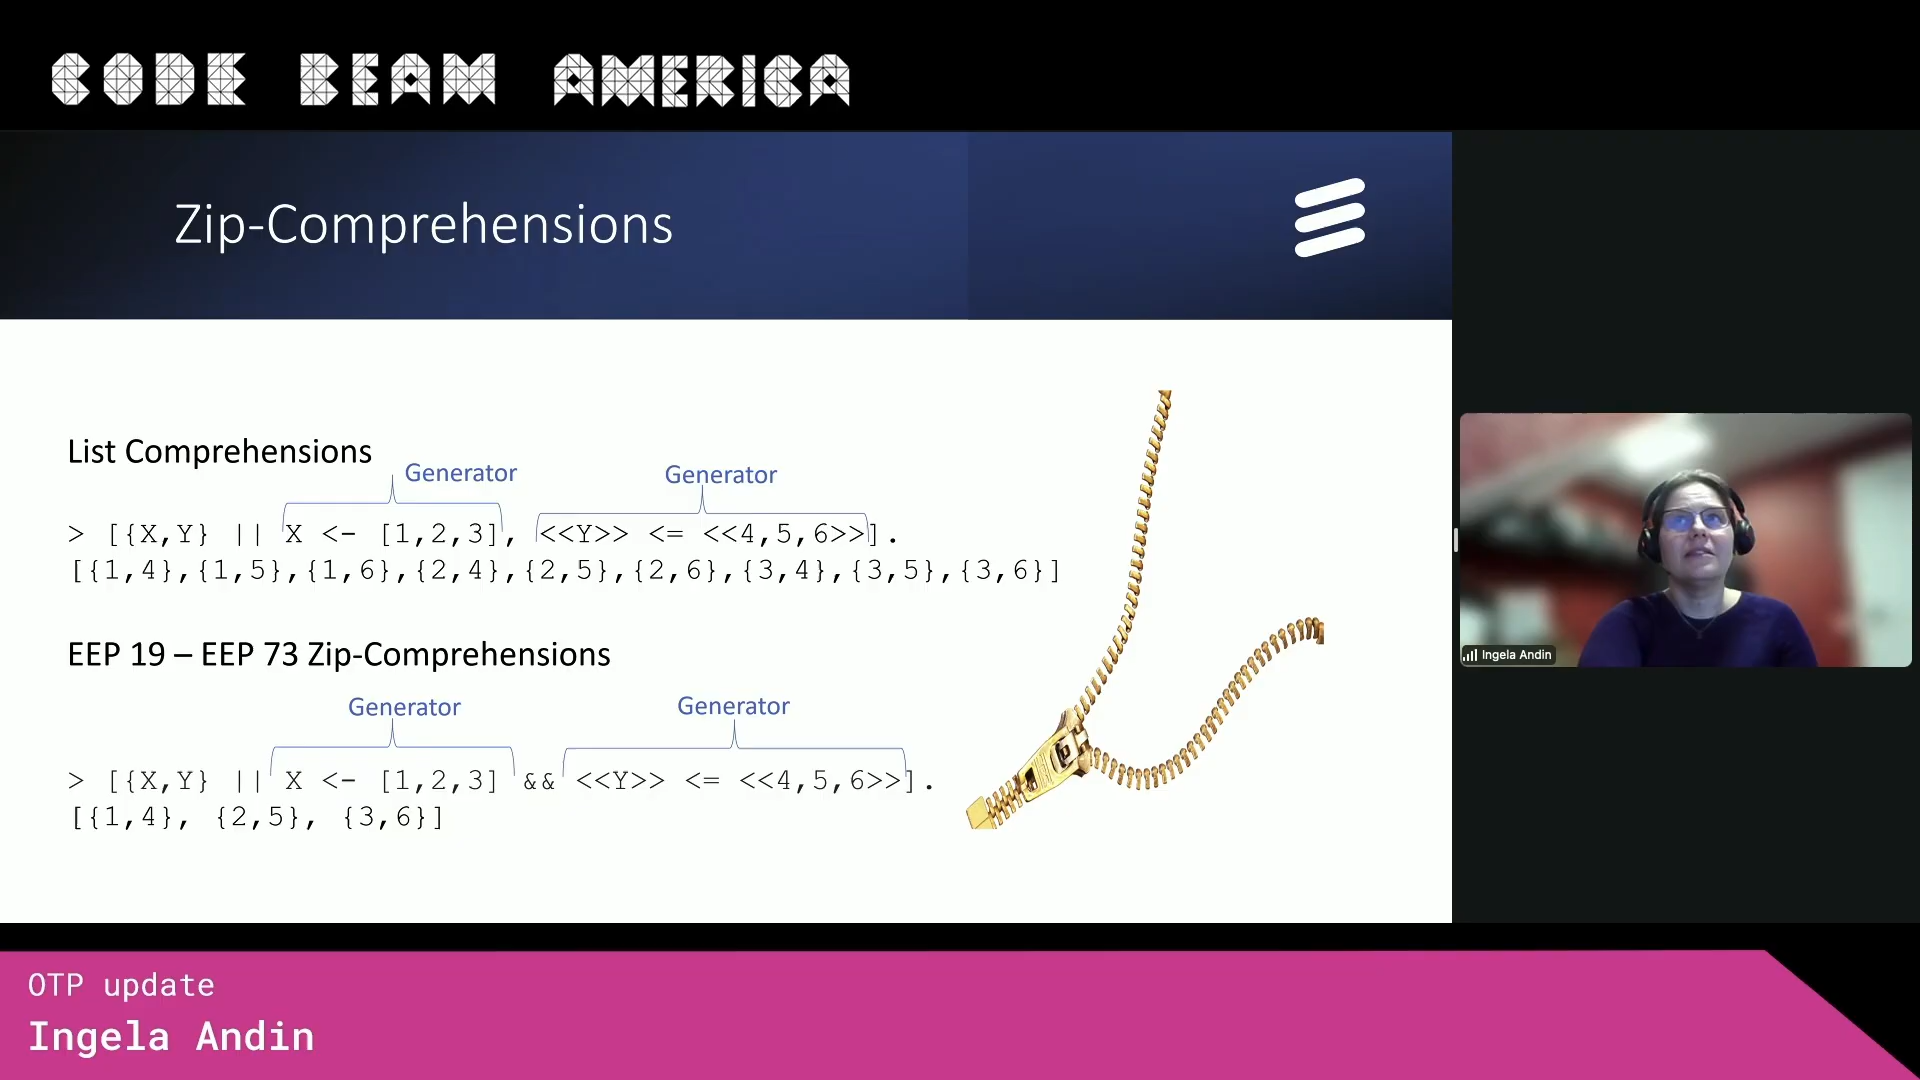 CODE BEAM AMERICA
Zip-Comprehensions
List Comprehensions
Generator
Generator
> [{X,Y} || X <- [1,2,3], <<Y>> <= <<4,5,6>>].
[{1,4},{1,5},{1,6},{2,4},{2,5},{2,6},{3,4},{3,5},{3,6}]
EEP 19 – EEP 73 Zip-Comprehensions
Generator
Generator
> [{X,Y} || X <- [1,2,3] && <<Y>> <= <<4,5,6>>].
[{1,4}, {2,5}, {3,6}]
Ingela Andin
OTP update
Ingela Andin